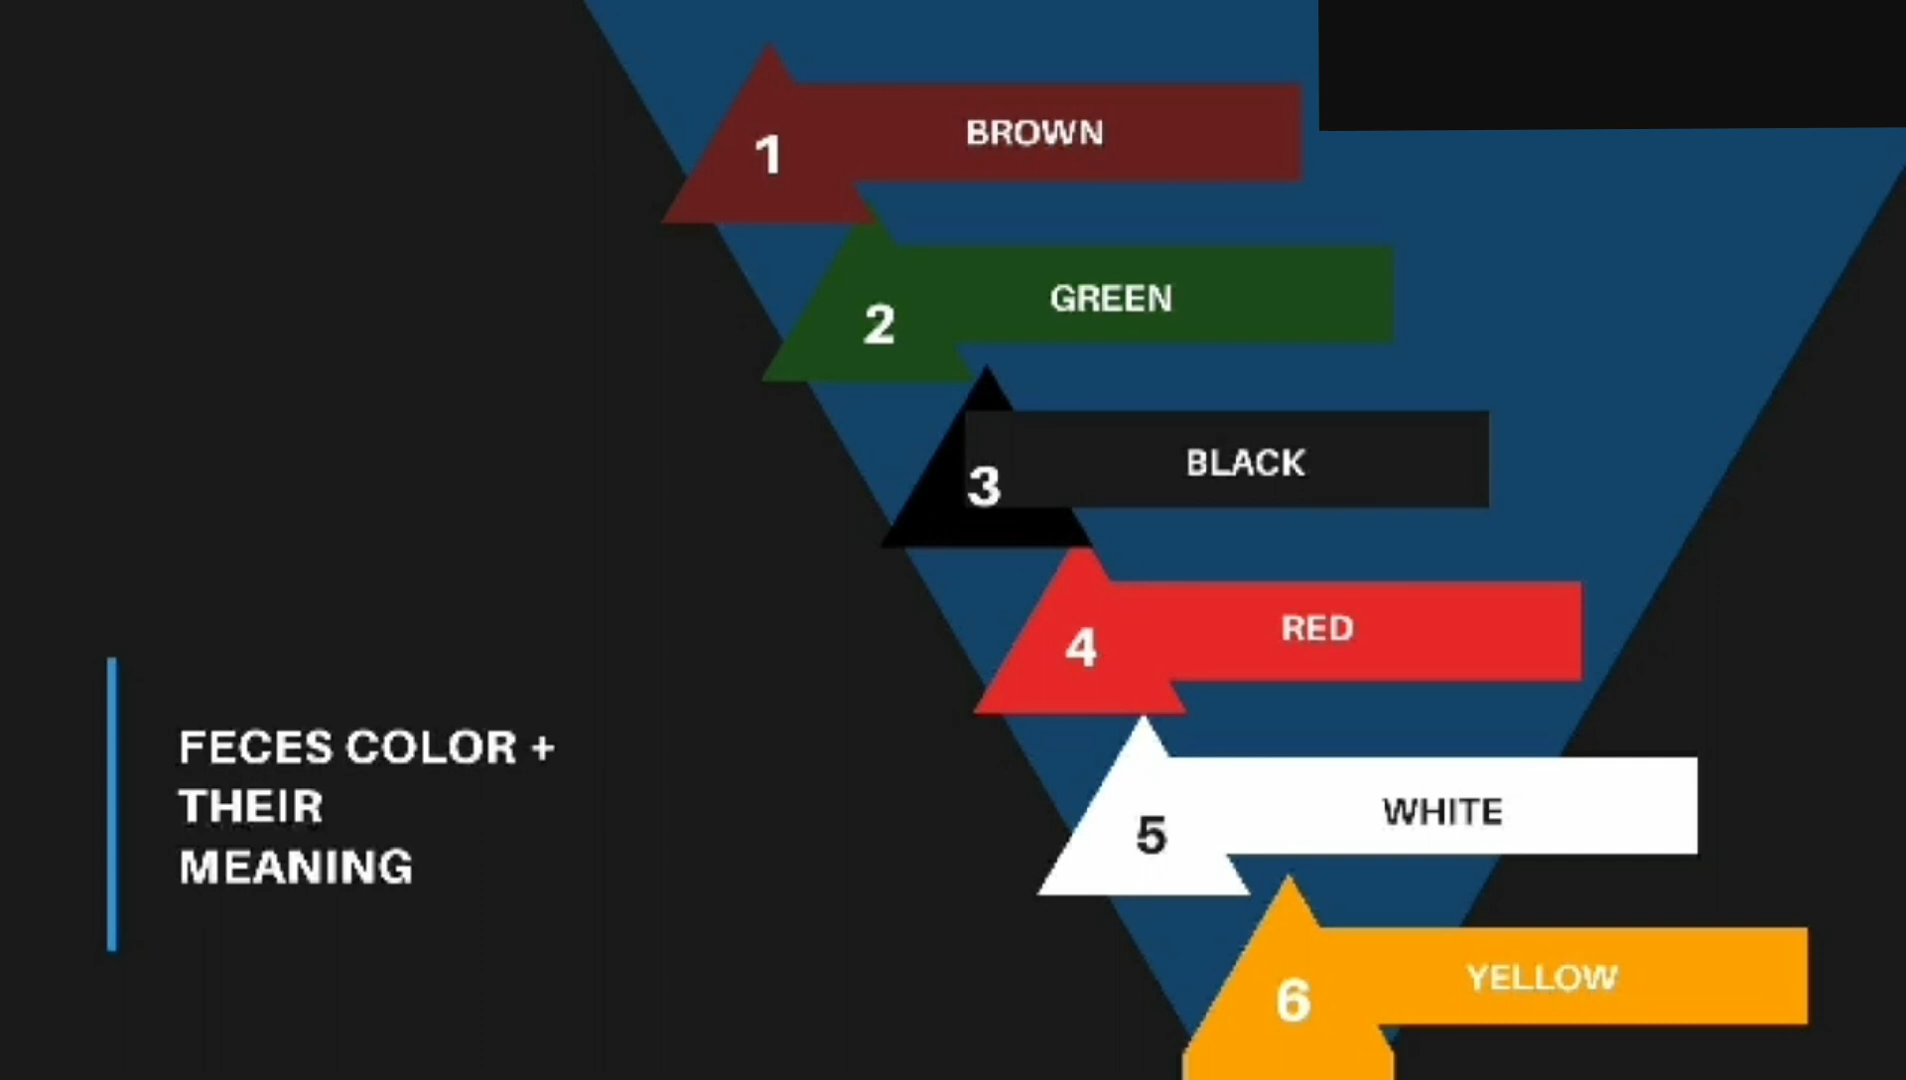 1
BROWN
2
GREEN
3
BLACK
4
RED
5
WHITE
6
YELLOW
FECES COLOR +
THEIR
MEANING